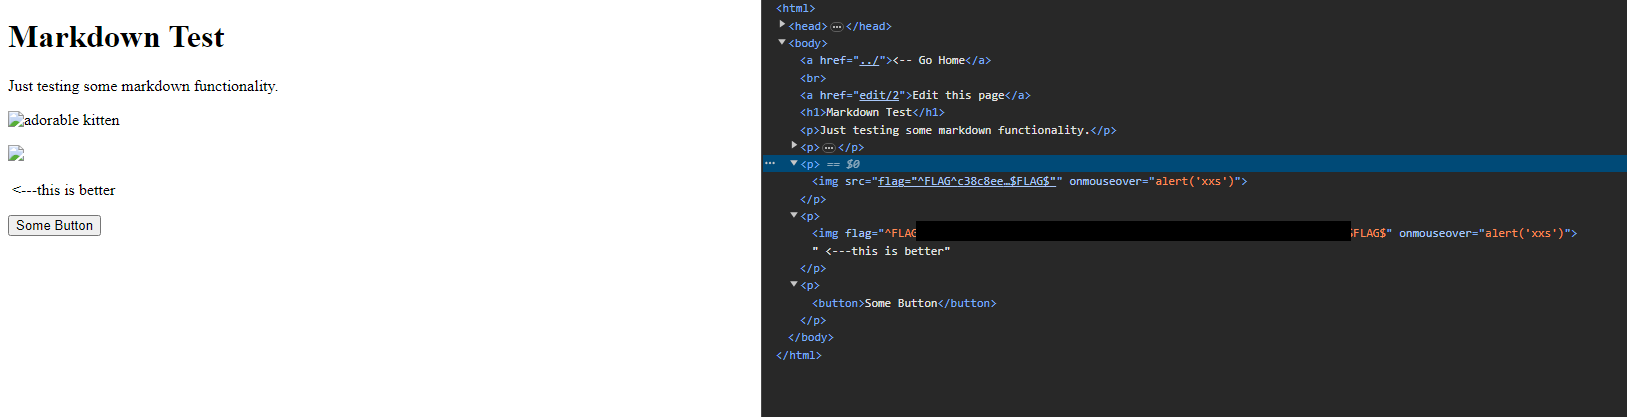 Markdown Test
Just testing some markdown functionality.
adorable kitten
<---this is better
Some Button
<html>
<head>…</head>
<body>
<a href="../"><-- Go Home</a>
<br>
<a href="edit/2">Edit this page</a>
<h1>Markdown Test</h1>
<p>Just testing some markdown functionality.</p>
<p>…</p>
… <p> == $0
<img src="flag="^FLAG^c38c8ee…$FLAG$"" onmouseover="alert('xxs')">
</p>
<p>
<img flag="^FLAG $FLAG$" onmouseover="alert('xxs')">
" <---this is better"
</p>
<p>
<button>Some Button</button>
</p>
</body>
</html>